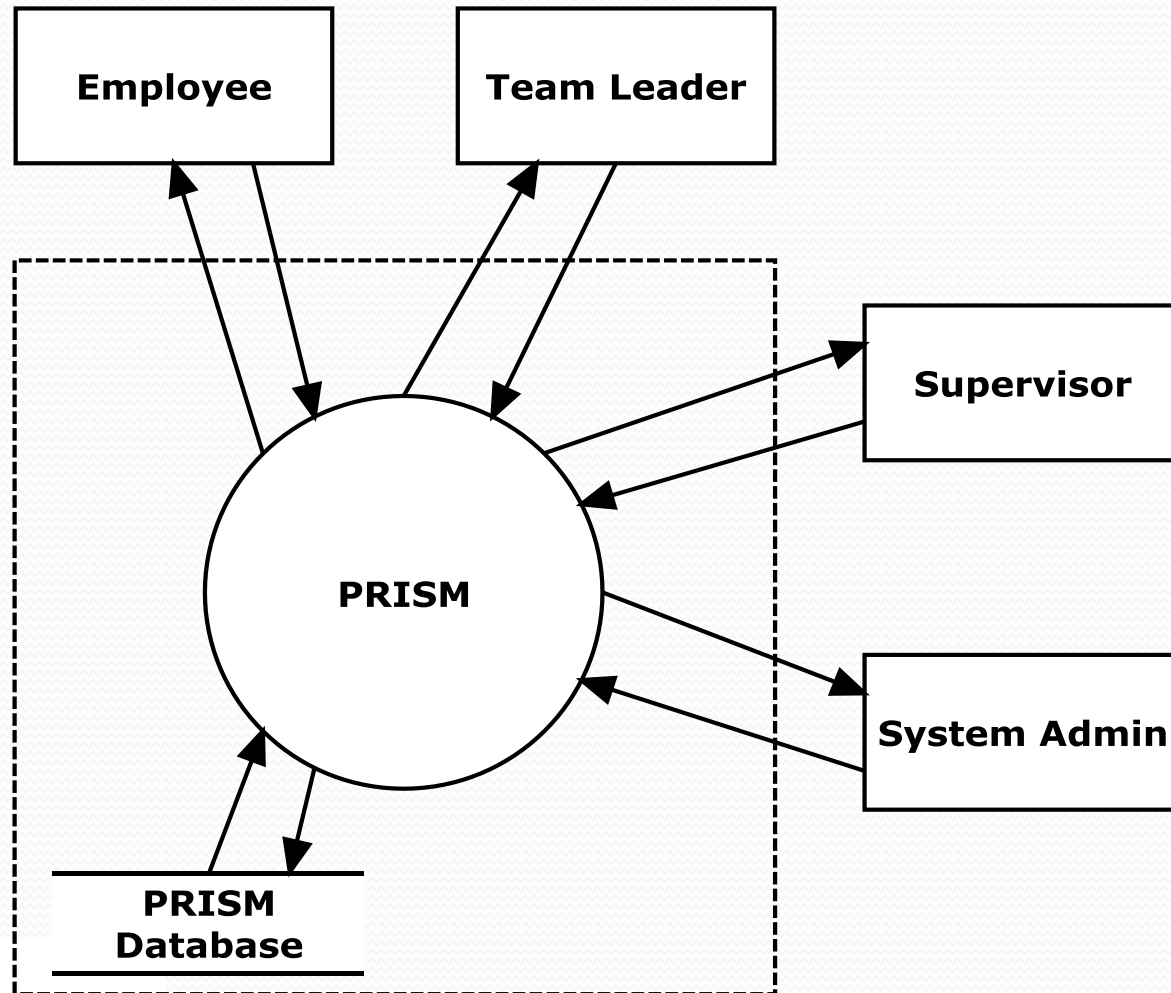 Employee
Team Leader
Supervisor
PRISM
System Admin
PRISM
Database